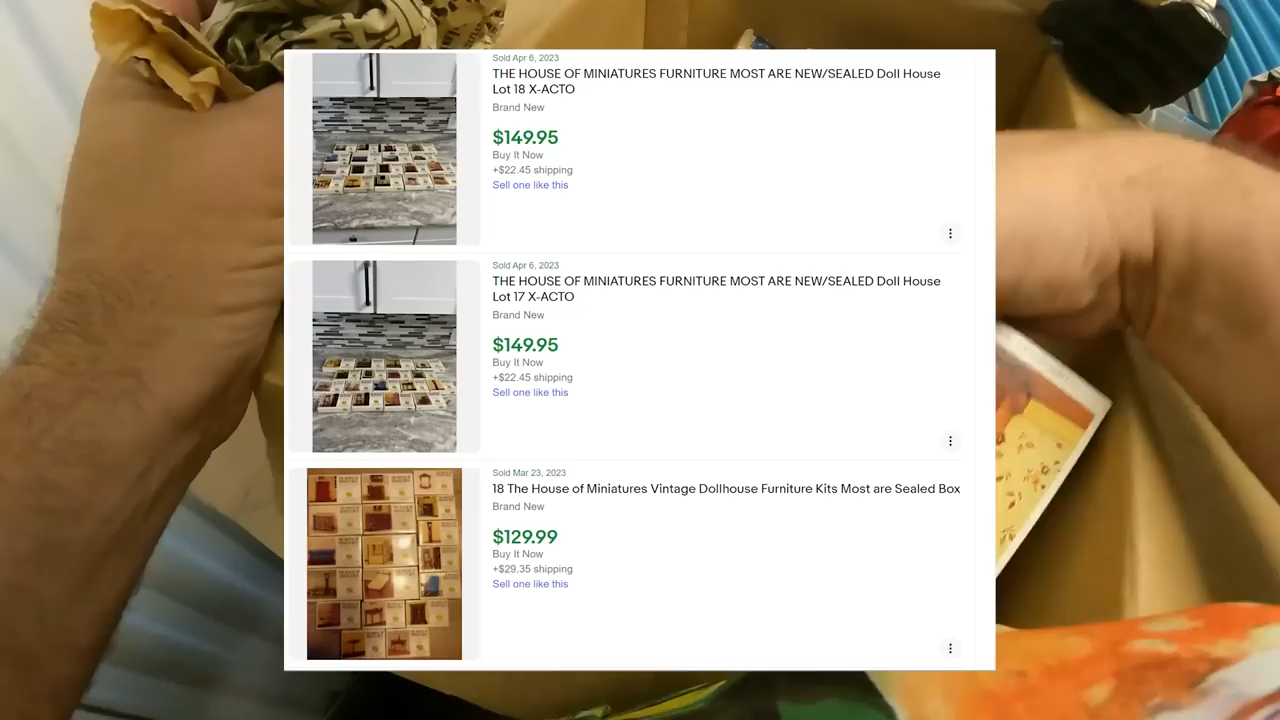 Sold Apr 6, 2023
THE HOUSE OF MINIATURES FURNITURE MOST ARE NEW/SEALED Doll House
Lot 18 X-ACTO
Brand New
$149.95
Buy It Now
+$22.45 shipping
Sell one like this
Sold Apr 6, 2023
THE HOUSE OF MINIATURES FURNITURE MOST ARE NEW/SEALED Doll House
Lot 17 X-ACTO
Brand New
$149.95
Buy It Now
+$22.45 shipping
Sell one like this
Sold Mar 23, 2023
18 The House of Miniatures Vintage Dollhouse Furniture Kits Most are Sealed Box
Brand New
$129.99
Buy It Now
+$29.35 shipping
Sell one like this